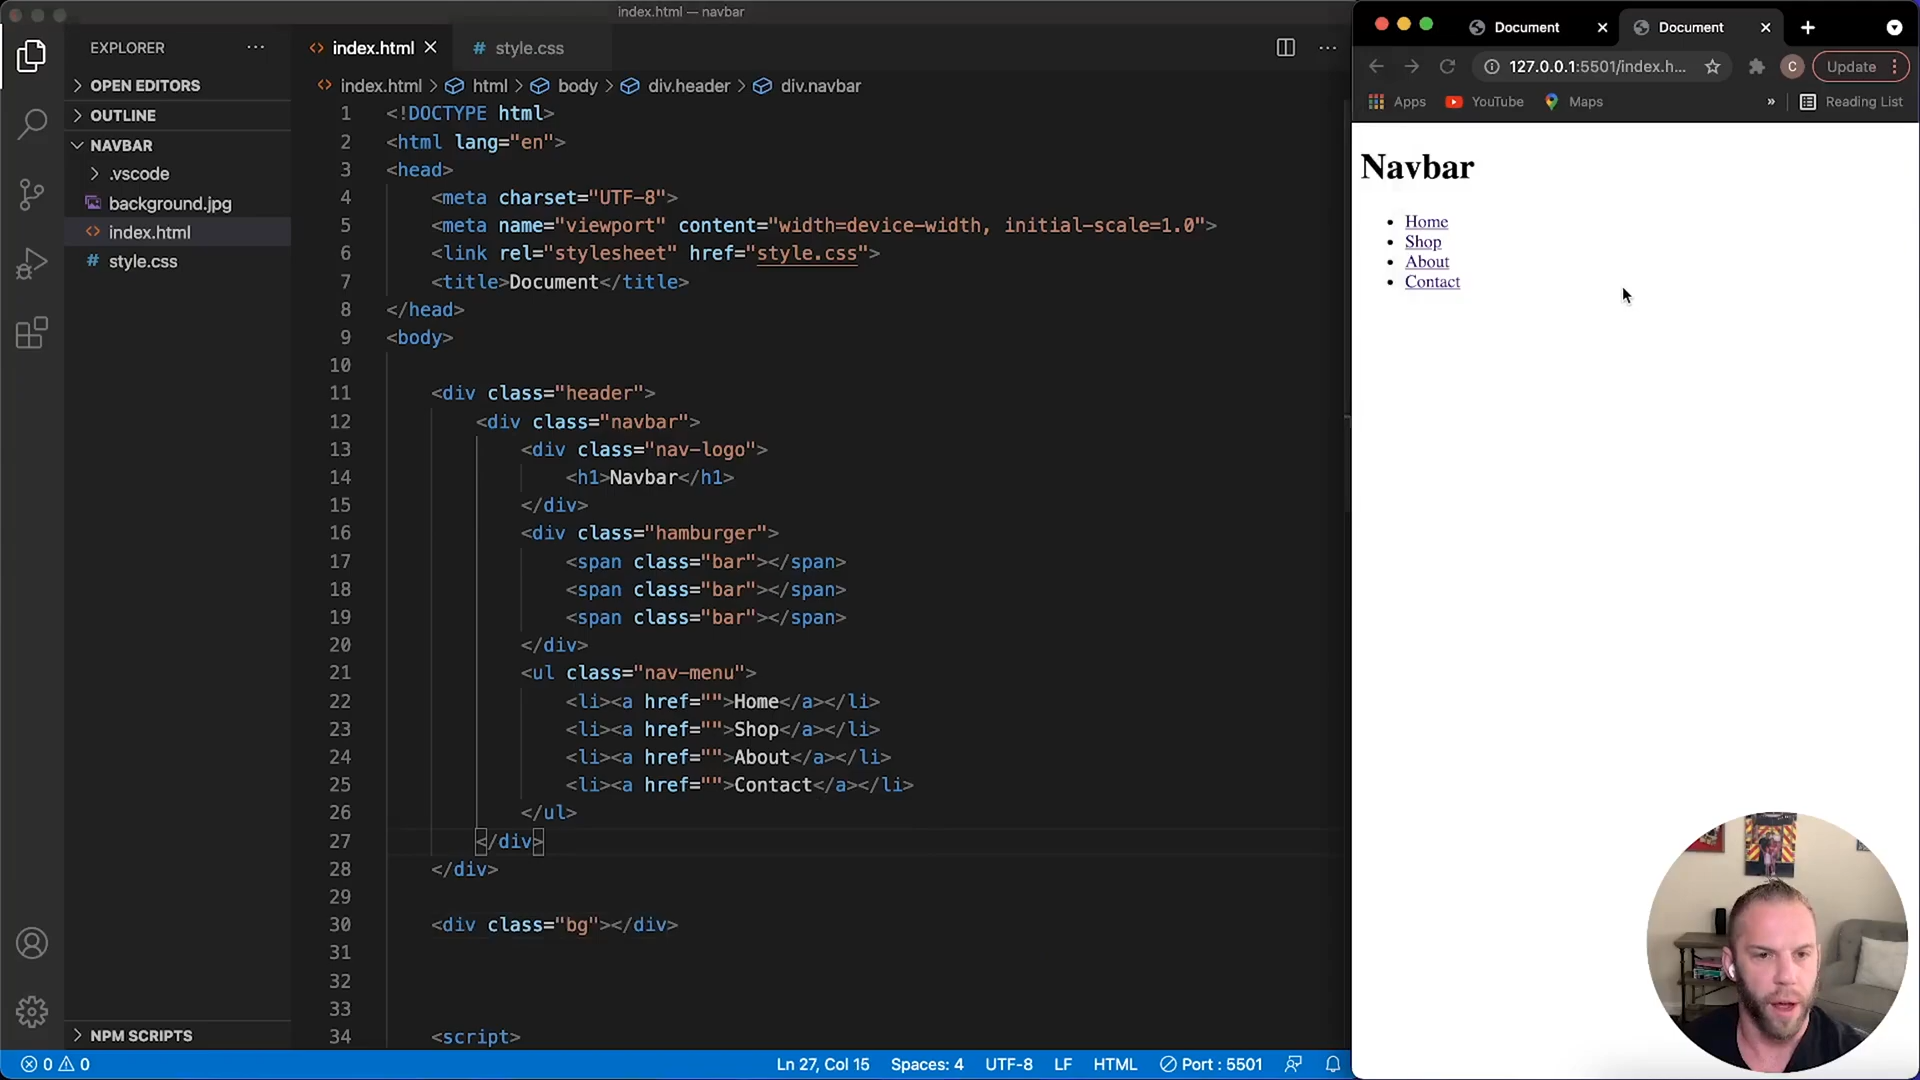 index.html — navbar
EXPLORER
OPEN EDITORS
OUTLINE
NAVBAR
.vscode
background.jpg
index.html
style.css
NPM SCRIPTS
index.html
style.css
index.html > html > body > div.header > div.navbar
1 <!DOCTYPE html>
2 <html lang="en">
3 <head>
4 <meta charset="UTF-8">
5 <meta name="viewport" content="width=device-width, initial-scale=1.0">
6 <link rel="stylesheet" href="style.css">
7 <title>Document</title>
8 </head>
9 <body>
10
11 <div class="header">
12 <div class="navbar">
13 <div class="nav-logo">
14 <h1>Navbar</h1>
15 </div>
16 <div class="hamburger">
17 <span class="bar"></span>
18 <span class="bar"></span>
19 <span class="bar"></span>
20 </div>
21 <ul class="nav-menu">
22 <li><a href="">Home</a></li>
23 <li><a href="">Shop</a></li>
24 <li><a href="">About</a></li>
25 <li><a href="">Contact</a></li>
26 </ul>
27 </div>
28 </div>
29
30 <div class="bg"></div>
31
32
33
34 <script>
0 0
Ln 27, Col 15 Spaces: 4 UTF-8 LF HTML Port : 5501
Document
Document
127.0.0.1:5501/index.h...
C
Update
Apps
YouTube
Maps
»
Reading List
Navbar
• Home
• Shop
• About
• Contact